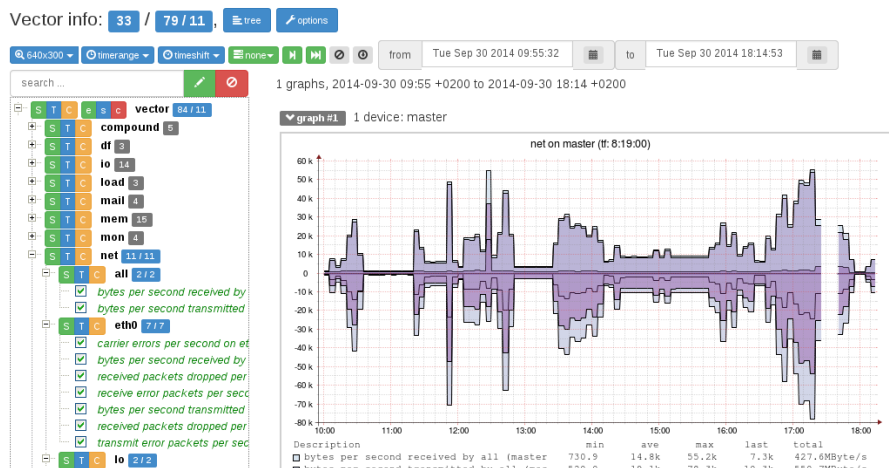 Vector info: 33 / 79 / 11 , tree options
640x300 timerange timeshift none from Tue Sep 30 2014 09:55:32 to Tue Sep 30 2014 18:14:53
search ...
1 graphs, 2014-09-30 09:55 +0200 to 2014-09-30 18:14 +0200
graph #1 1 device: master
S T C e s c vector 84 / 11
S T C compound 5
S T C df 3
S T C io 14
S T C load 3
S T C mail 4
S T C mem 15
S T C mon 4
S T C net 11 / 11
S T C all 2 / 2
bytes per second received by
bytes per second transmitted
S T C eth0 7 / 7
carrier errors per second on et
bytes per second received by
received packets dropped per
receive error packets per sec
bytes per second transmitted
received packets dropped per
transmit error packets per sec
S T C lo 2 / 2
net on master (tf: 8:19:00)
60 k
50 k
40 k
30 k
20 k
10 k
0
-10 k
-20 k
-30 k
-40 k
-50 k
-60 k
-70 k
-80 k
10:00 11:00 12:00 13:00 14:00 15:00 16:00 17:00 18:00
Description min ave max last total
bytes per second received by all (master 730.9 14.8k 55.2k 7.3k 427.6MByte/s